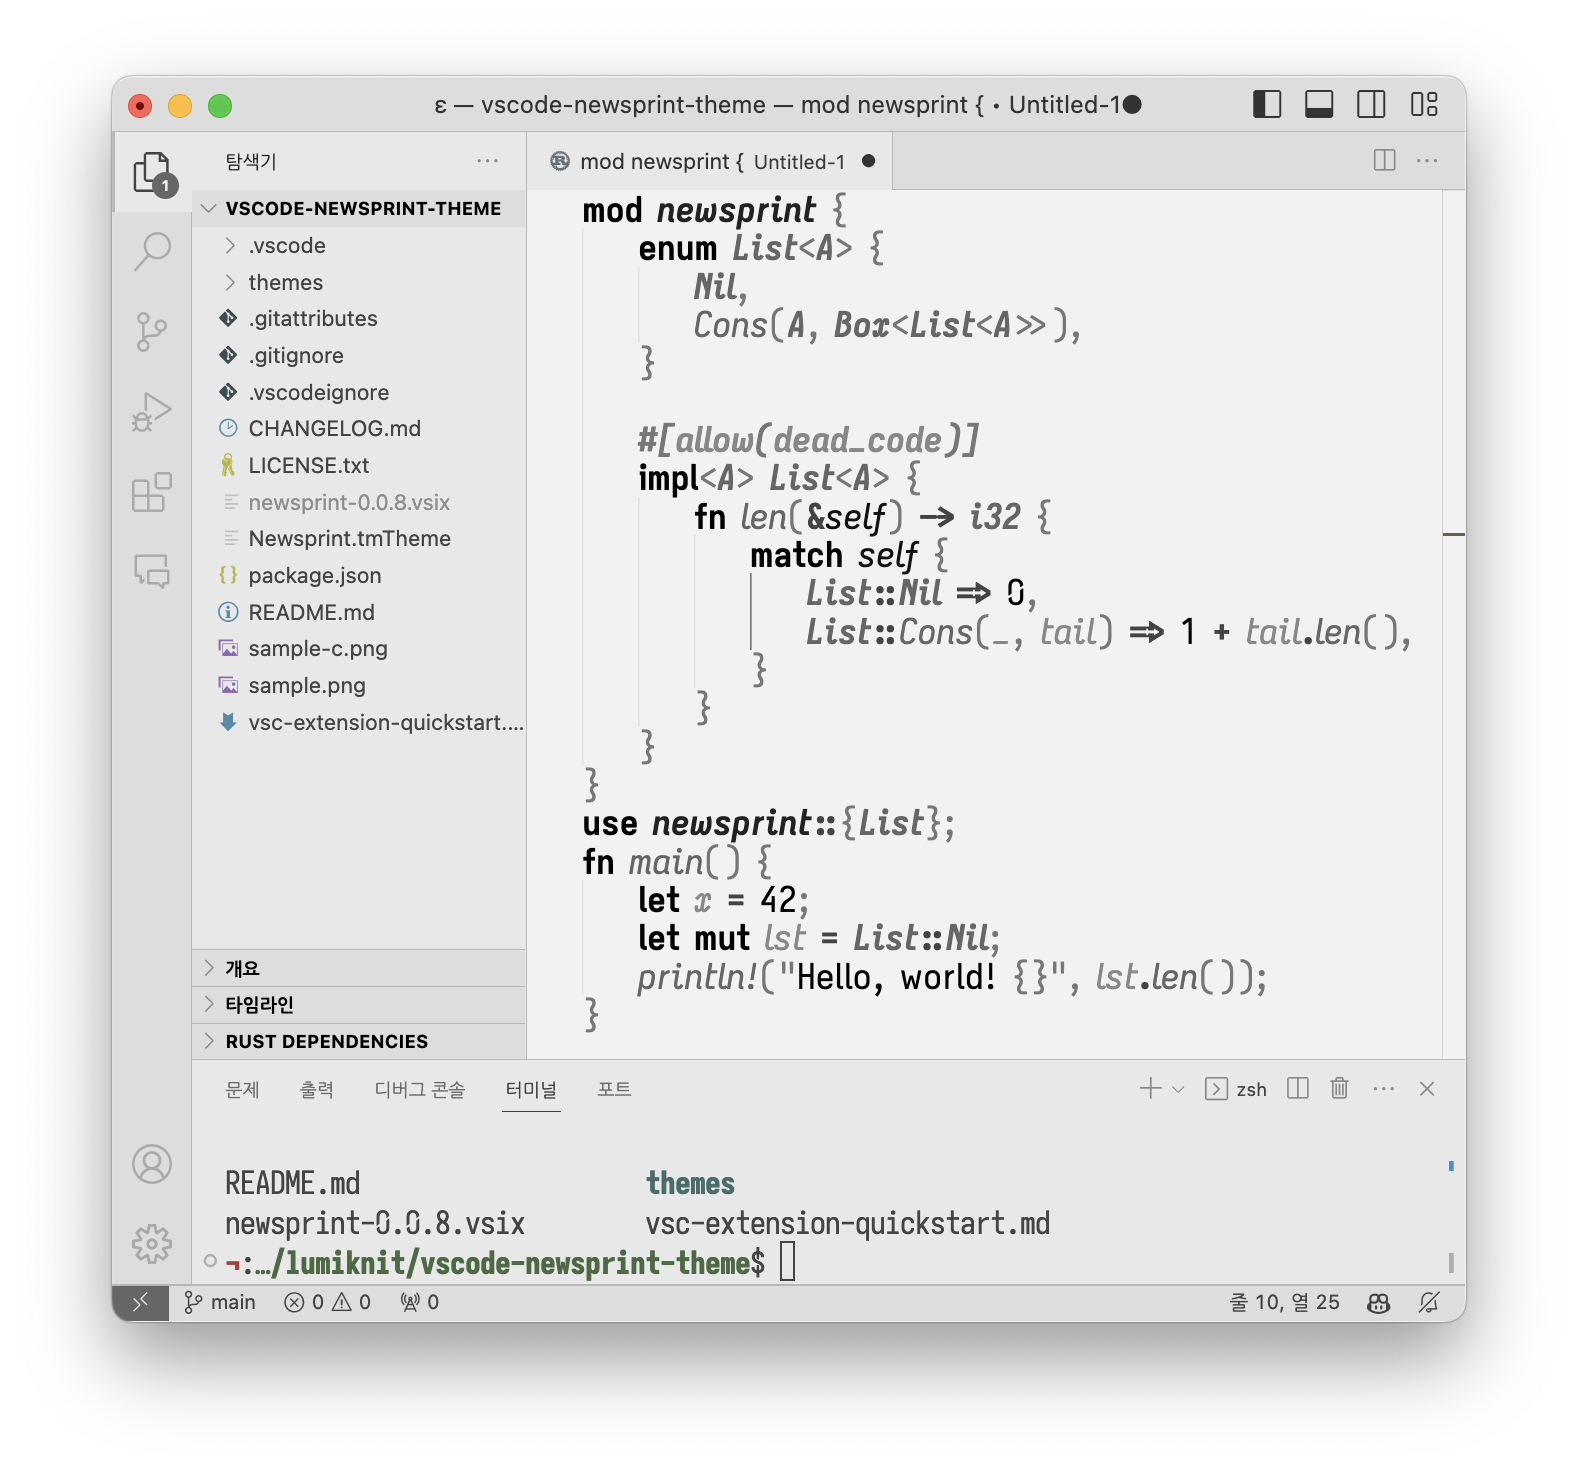 ε — vscode-newsprint-theme — mod newsprint { • Untitled-1●
탐색기
1
VSCODE-NEWSPRINT-THEME
.vscode
themes
.gitattributes
.gitignore
.vscodeignore
CHANGELOG.md
LICENSE.txt
newsprint-0.0.8.vsix
Newsprint.tmTheme
package.json
README.md
sample-c.png
sample.png
vsc-extension-quickstart....
개요
타임라인
RUST DEPENDENCIES
mod newsprint { Untitled-1 ●
mod newsprint {
enum List<A> {
Nil,
Cons(A, Box<List<A>>),
}
#[allow(dead_code)]
impl<A> List<A> {
fn len(&self) -> i32 {
match self {
List::Nil => 0,
List::Cons(_, tail) => 1 + tail.len(),
}
}
}
}
use newsprint::{List};
fn main() {
let x = 42;
let mut lst = List::Nil;
println!("Hello, world! {}", lst.len());
}
문제 출력 디버그 콘솔 터미널 포트 zsh
README.md themes
newsprint-0.0.8.vsix vsc-extension-quickstart.md
¬:…/lumiknit/vscode-newsprint-theme$
main 0 0 0 줄 10, 열 25